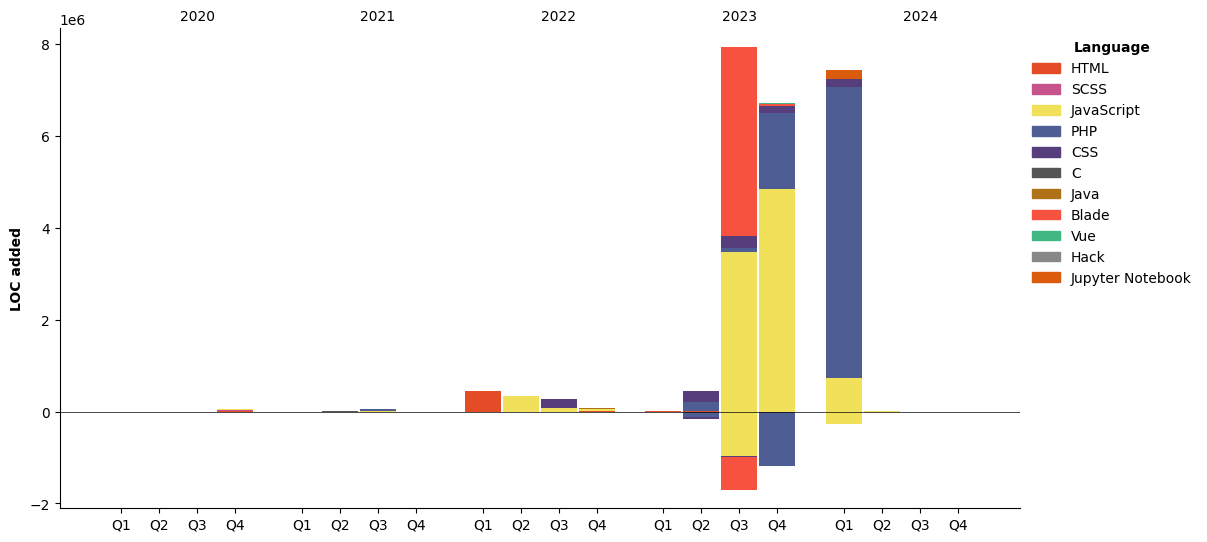 1e6
2020 2021 2022 2023 2024
8
6
4
2
0
−2
LOC added
Q1 Q2 Q3 Q4 Q1 Q2 Q3 Q4 Q1 Q2 Q3 Q4 Q1 Q2 Q3 Q4 Q1 Q2 Q3 Q4
Language
HTML
SCSS
JavaScript
PHP
CSS
C
Java
Blade
Vue
Hack
Jupyter Notebook